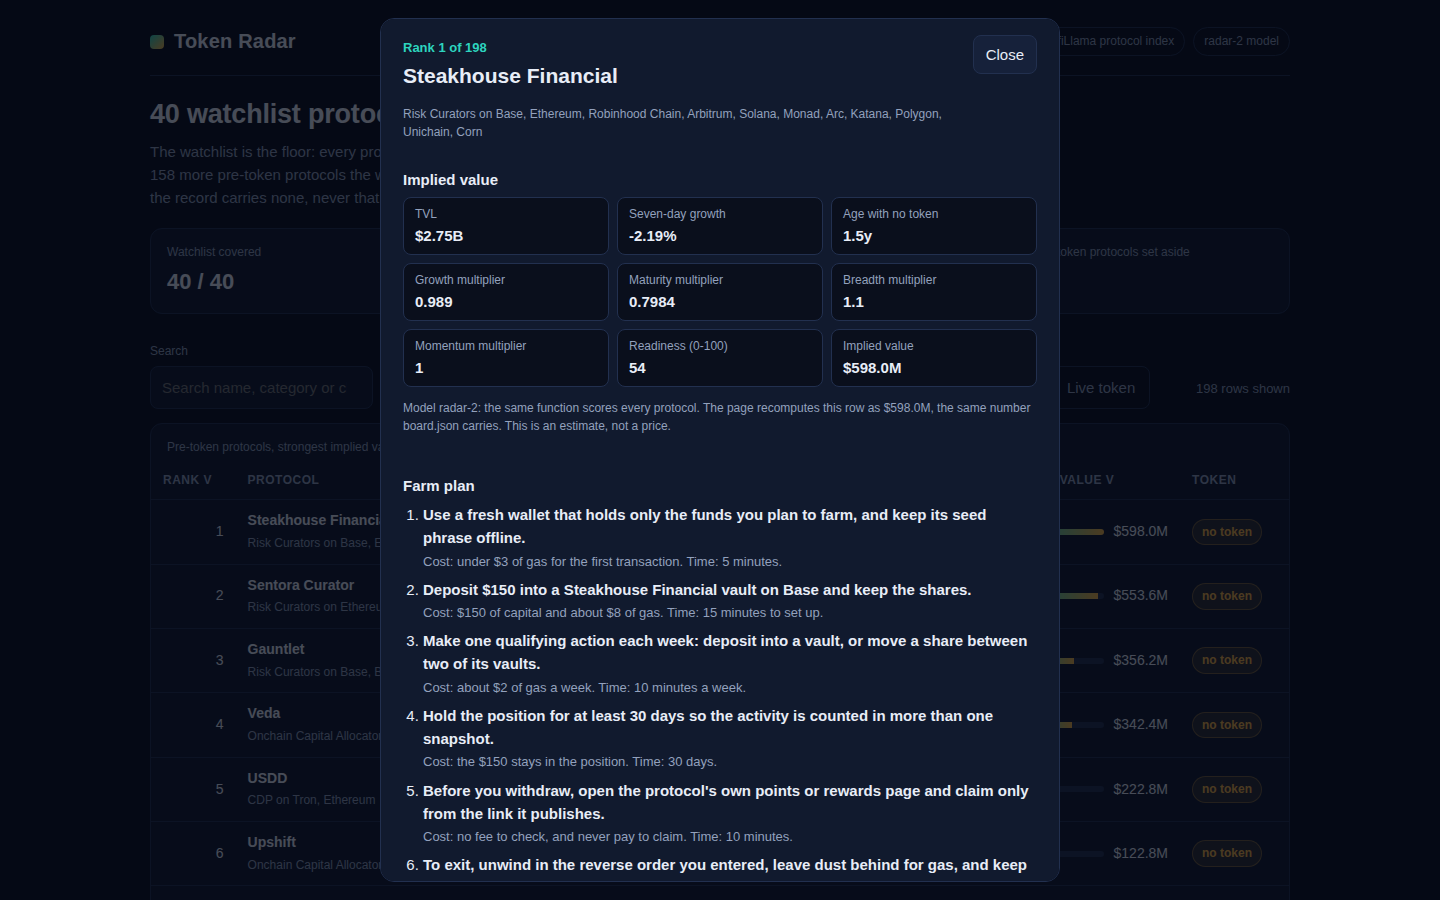 Token Radar
iLlama protocol index
radar-2 model
40 watchlist protoc
The watchlist is the floor: every pro
158 more pre-token protocols the w
the record carries none, never that
Watchlist covered
40 / 40
oken protocols set aside
Search
Search name, category or c
Live token
198 rows shown
Pre-token protocols, strongest implied va
RANK V
PROTOCOL
VALUE V
TOKEN
1
Steakhouse Financia
Risk Curators on Base, E
$598.0M
no token
2
Sentora Curator
Risk Curators on Ethereu
$553.6M
no token
3
Gauntlet
Risk Curators on Base, E
$356.2M
no token
4
Veda
Onchain Capital Allocator
$342.4M
no token
5
USDD
CDP on Tron, Ethereum
$222.8M
no token
6
Upshift
Onchain Capital Allocator
$122.8M
no token
Rank 1 of 198
Close
Steakhouse Financial
Risk Curators on Base, Ethereum, Robinhood Chain, Arbitrum, Solana, Monad, Arc, Katana, Polygon,
Unichain, Corn
Implied value
TVL
$2.75B
Seven-day growth
-2.19%
Age with no token
1.5y
Growth multiplier
0.989
Maturity multiplier
0.7984
Breadth multiplier
1.1
Momentum multiplier
1
Readiness (0-100)
54
Implied value
$598.0M
Model radar-2: the same function scores every protocol. The page recomputes this row as $598.0M, the same number
board.json carries. This is an estimate, not a price.
Farm plan
1. Use a fresh wallet that holds only the funds you plan to farm, and keep its seed
phrase offline.
Cost: under $3 of gas for the first transaction. Time: 5 minutes.
2. Deposit $150 into a Steakhouse Financial vault on Base and keep the shares.
Cost: $150 of capital and about $8 of gas. Time: 15 minutes to set up.
3. Make one qualifying action each week: deposit into a vault, or move a share between
two of its vaults.
Cost: about $2 of gas a week. Time: 10 minutes a week.
4. Hold the position for at least 30 days so the activity is counted in more than one
snapshot.
Cost: the $150 stays in the position. Time: 30 days.
5. Before you withdraw, open the protocol's own points or rewards page and claim only
from the link it publishes.
Cost: no fee to check, and never pay to claim. Time: 10 minutes.
6. To exit, unwind in the reverse order you entered, leave dust behind for gas, and keep